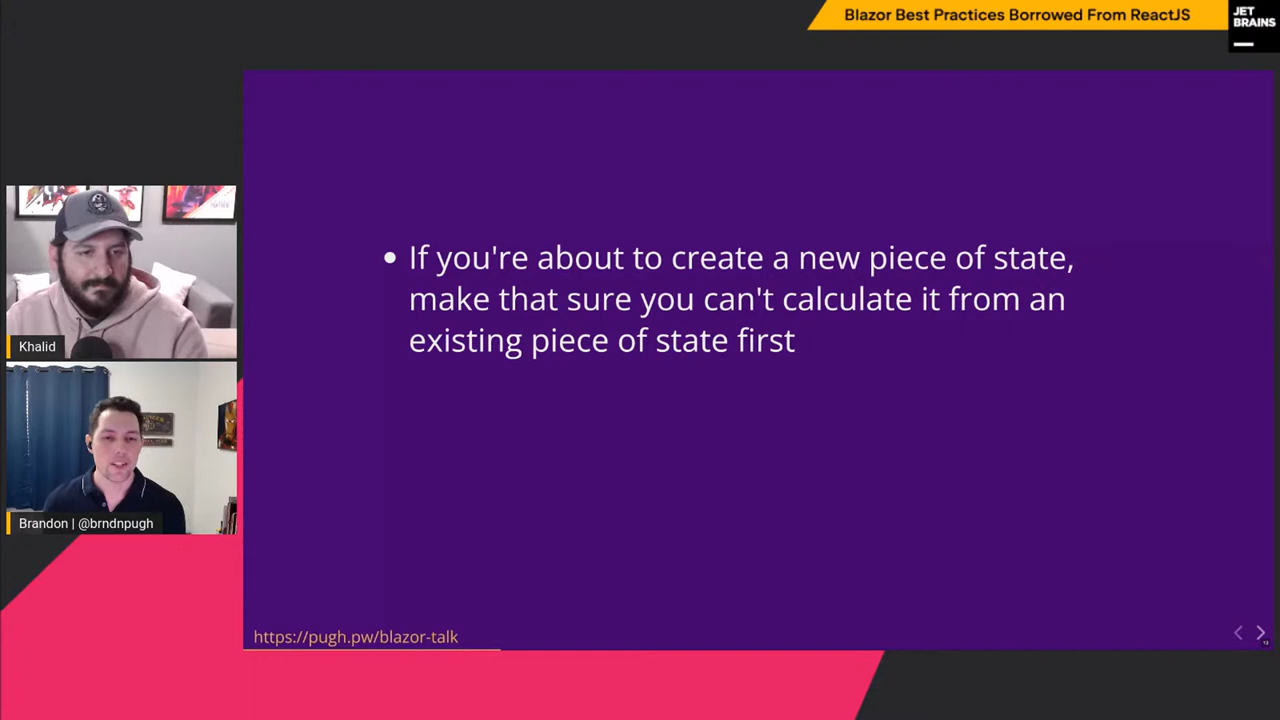 Blazor Best Practices Borrowed From ReactJS
JET
BRAINS
• If you're about to create a new piece of state,
make that sure you can't calculate it from an
existing piece of state first
Khalid
Brandon | @brndnpugh
https://pugh.pw/blazor-talk